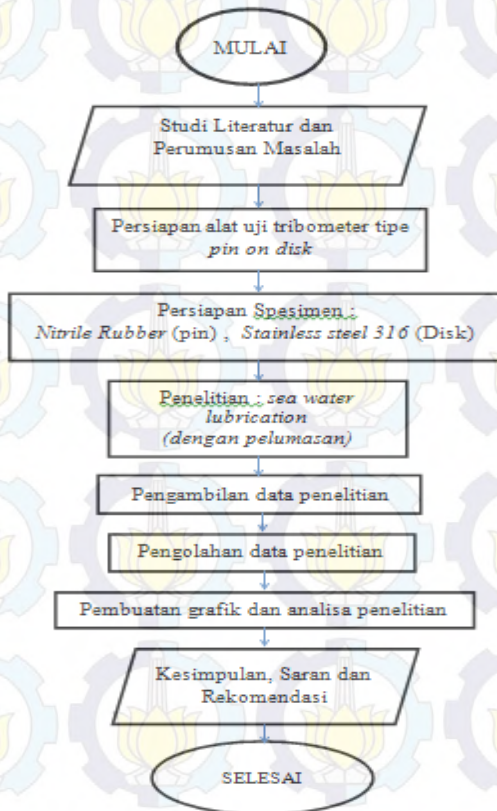 MULAI
Studi Literatur dan
Perumusan Masalah
Persiapan alat uji tribometer tipe
pin on disk
Persiapan Spesimen :
Nitrile Rubber (pin) , Stainless steel 316 (Disk)
Penelitian : sea water
lubrication
(dengan pelumasan)
Pengambilan data penelitian
Pengolahan data penelitian
Pembuatan grafik dan analisa penelitian
Kesimpulan, Saran dan
Rekomendasi
SELESAI